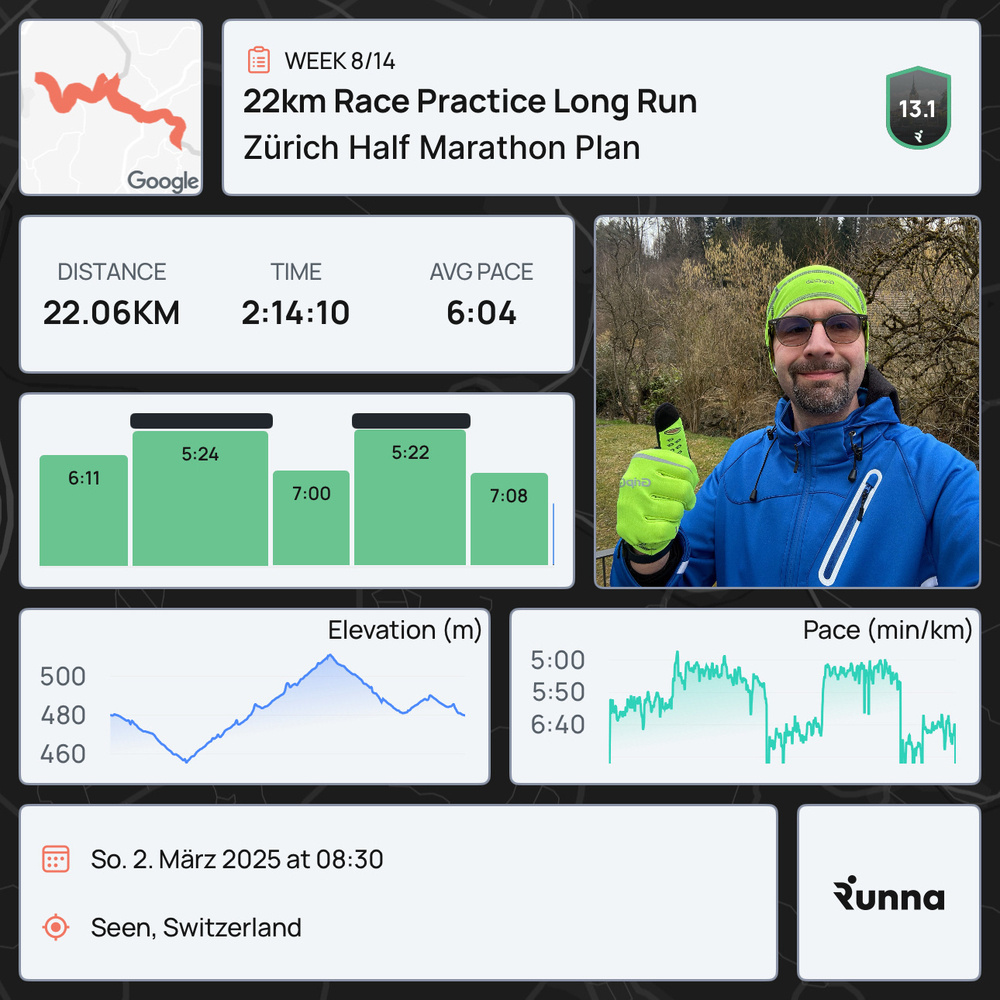 Google
WEEK 8/14
22km Race Practice Long Run
Zürich Half Marathon Plan
13.1
DISTANCE
22.06KM
TIME
2:14:10
AVG PACE
6:04
6:11
5:24
7:00
5:22
7:08
Elevation (m)
500
480
460
Pace (min/km)
5:00
5:50
6:40
So. 2. März 2025 at 08:30
Seen, Switzerland
Runna